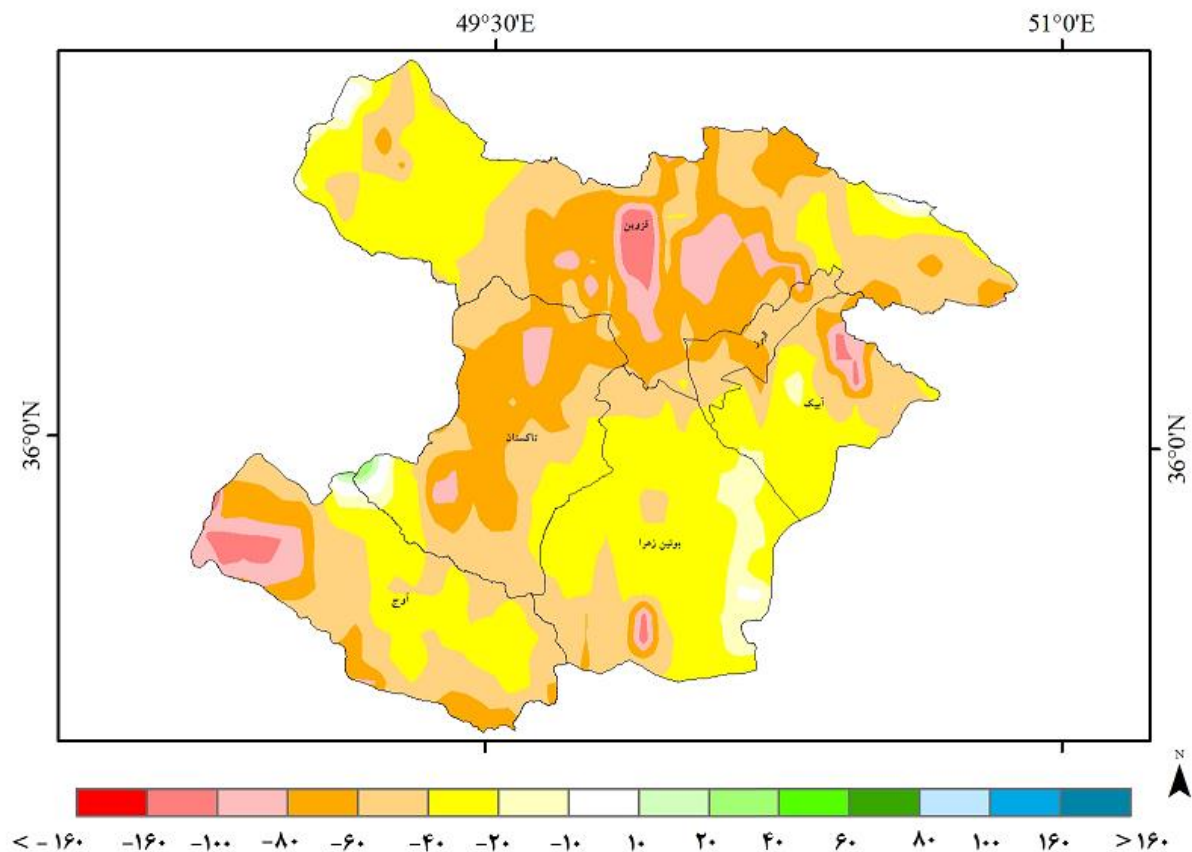 49°30'E 51°0'E
قزوین
آبیک
36°0'N تاکستان 36°0'N
بوئین زهرا
آوج
N
< -۱۶۰ -۱۶۰ -۱۰۰ -۸۰ -۶۰ -۴۰ -۲۰ -۱۰ ۱۰ ۲۰ ۴۰ ۶۰ ۸۰ ۱۰۰ ۱۶۰ >۱۶۰